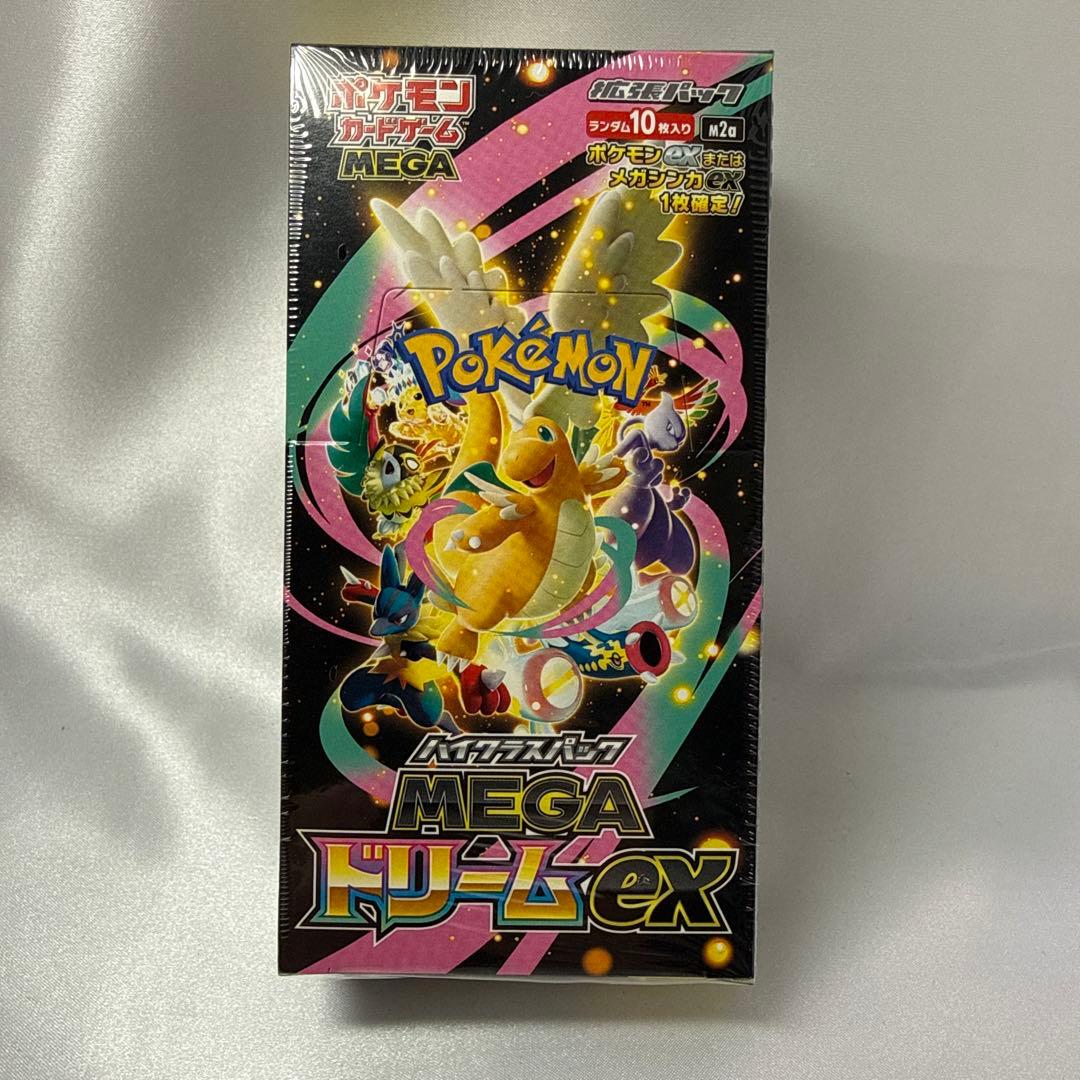 ポケモン
カードゲーム™
MEGA
拡張パック
ランダム10枚入り M2a
ポケモンexまたは
メガシンカex
1枚確定!
POKÉMON
TM
ハイクラスパック
MEGA
ドリームex